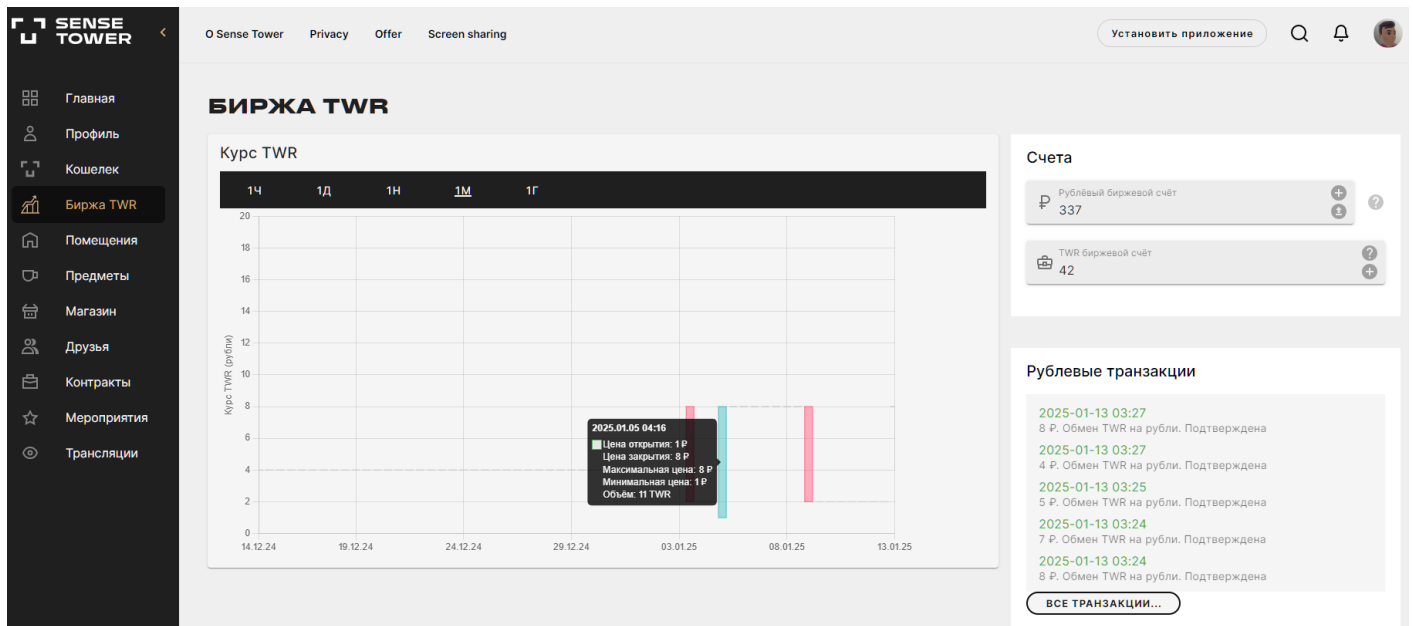 SENSE
TOWER
О Sense Tower
Privacy
Offer
Screen sharing
Установить приложение
Главная
Профиль
Кошелек
Биржа TWR
Помещения
Предметы
Магазин
Друзья
Контракты
Мероприятия
Трансляции
БИРЖА TWR
Курс TWR
1Ч
1Д
1Н
1М
1Г
Курс TWR (рубли)
20
18
16
14
12
10
8
6
4
2
0
14.12.24
19.12.24
24.12.24
29.12.24
03.01.25
08.01.25
13.01.25
2025.01.05 04:16
Цена открытия: 1 ₽
Цена закрытия: 8 ₽
Максимальная цена: 8 ₽
Минимальная цена: 1 ₽
Объём: 11 TWR
Счета
Рублёвый биржевой счёт
₽ 337
TWR биржевой счёт
42
Рублевые транзакции
2025-01-13 03:27
8 ₽. Обмен TWR на рубли. Подтверждена
2025-01-13 03:27
4 ₽. Обмен TWR на рубли. Подтверждена
2025-01-13 03:25
5 ₽. Обмен TWR на рубли. Подтверждена
2025-01-13 03:24
7 ₽. Обмен TWR на рубли. Подтверждена
2025-01-13 03:24
8 ₽. Обмен TWR на рубли. Подтверждена
ВСЕ ТРАНЗАКЦИИ...